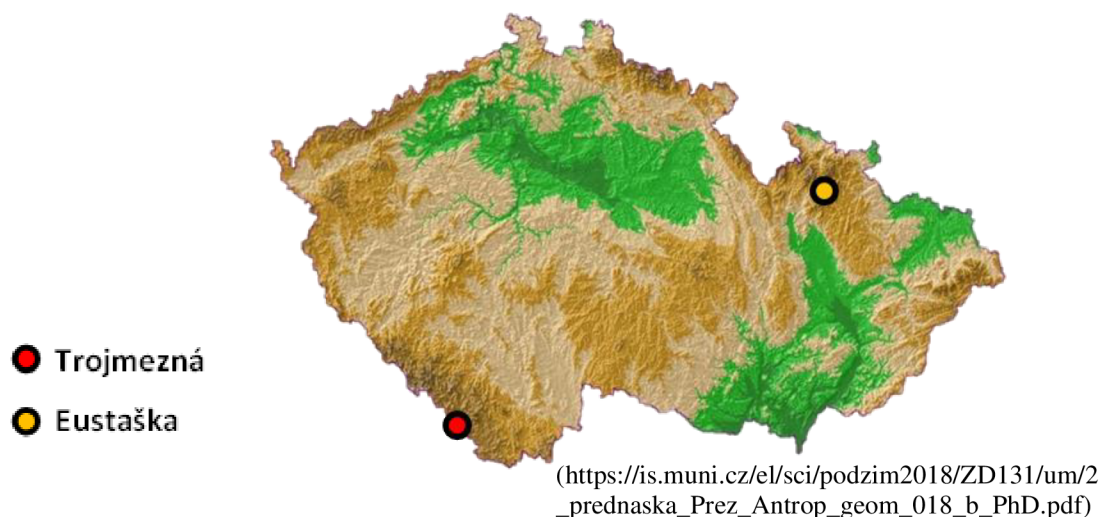 Trojmezná
Eustaška
(https://is.muni.cz/el/sci/podzim2018/ZD131/um/2
_prednaska_Prez_Antrop_geom_018_b_PhD.pdf)